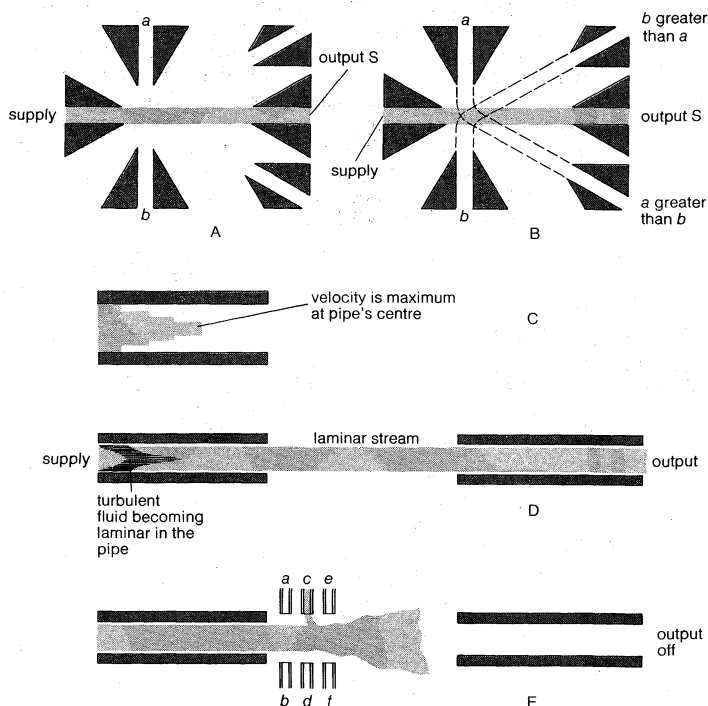 a
b greater
than a
output S
supply
output S
supply
b
A
b
B
a greater
than b
velocity is maximum
at pipe's centre
C
laminar stream
supply
output
turbulent
fluid becoming
laminar in the
pipe
D
a c e
output
off
b d f
E
a